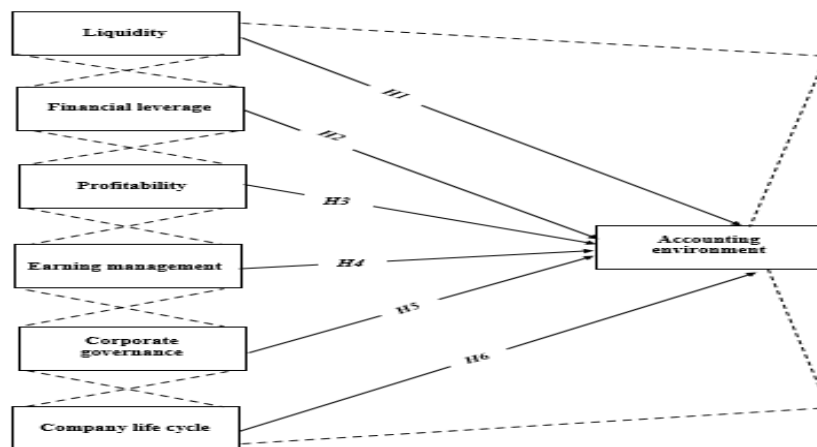 Liquidity
H1
Financial leverage
H2
Profitability
H3
Accounting
environment
Earning management
H4
Corporate
governance
H5
H6
Company life cycle